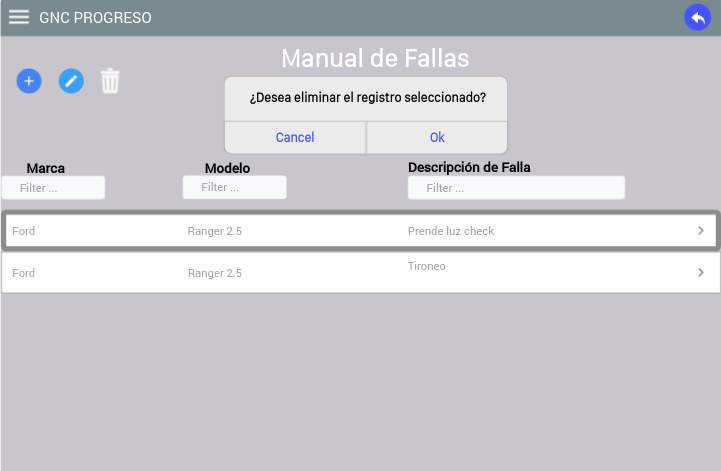 GNC PROGRESO
Manual de Fallas
¿Desea eliminar el registro seleccionado?
Cancel Ok
Marca Modelo Descripción de Falla
Filter ... Filter ... Filter ...
Ford Ranger 2.5 Prende luz check
Ford Ranger 2.5 Tironeo